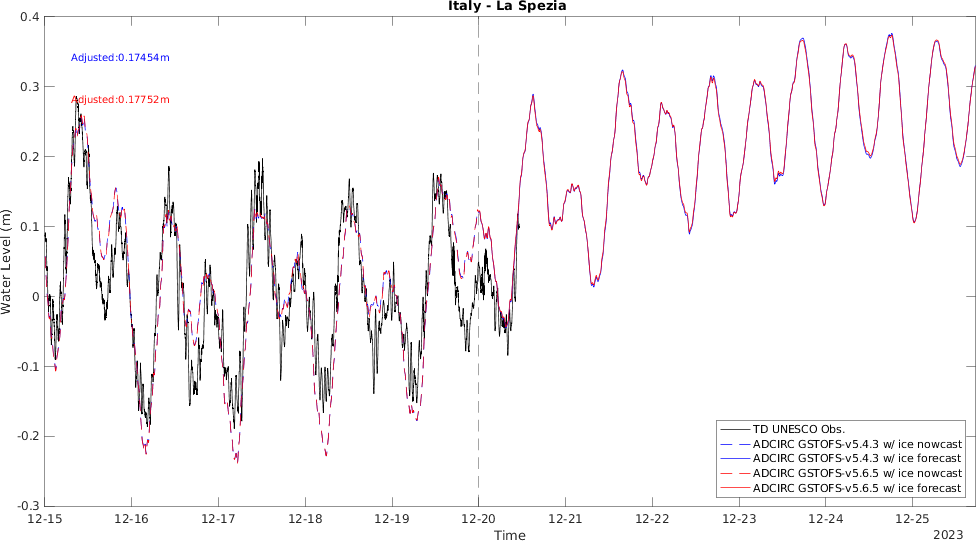 Italy - La Spezia
Adjusted:0.17454m
Adjusted:0.17752m
0.4
0.3
0.2
0.1
0
-0.1
-0.2
-0.3
Water Level (m)
12-15
12-16
12-17
12-18
12-19
12-20
12-21
12-22
12-23
12-24
12-25
Time
2023
TD UNESCO Obs.
ADCIRC GSTOFS-v5.4.3 w/ ice nowcast
ADCIRC GSTOFS-v5.4.3 w/ ice forecast
ADCIRC GSTOFS-v5.6.5 w/ ice nowcast
ADCIRC GSTOFS-v5.6.5 w/ ice forecast